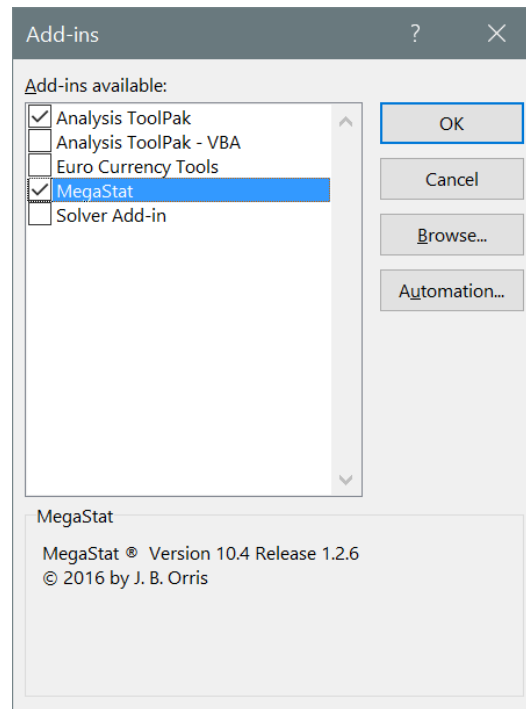 Add-ins
Add-ins available:
Analysis ToolPak
Analysis ToolPak - VBA
Euro Currency Tools
MegaStat
Solver Add-in
OK
Cancel
Browse...
Automation...
MegaStat
MegaStat ® Version 10.4 Release 1.2.6
© 2016 by J. B. Orris